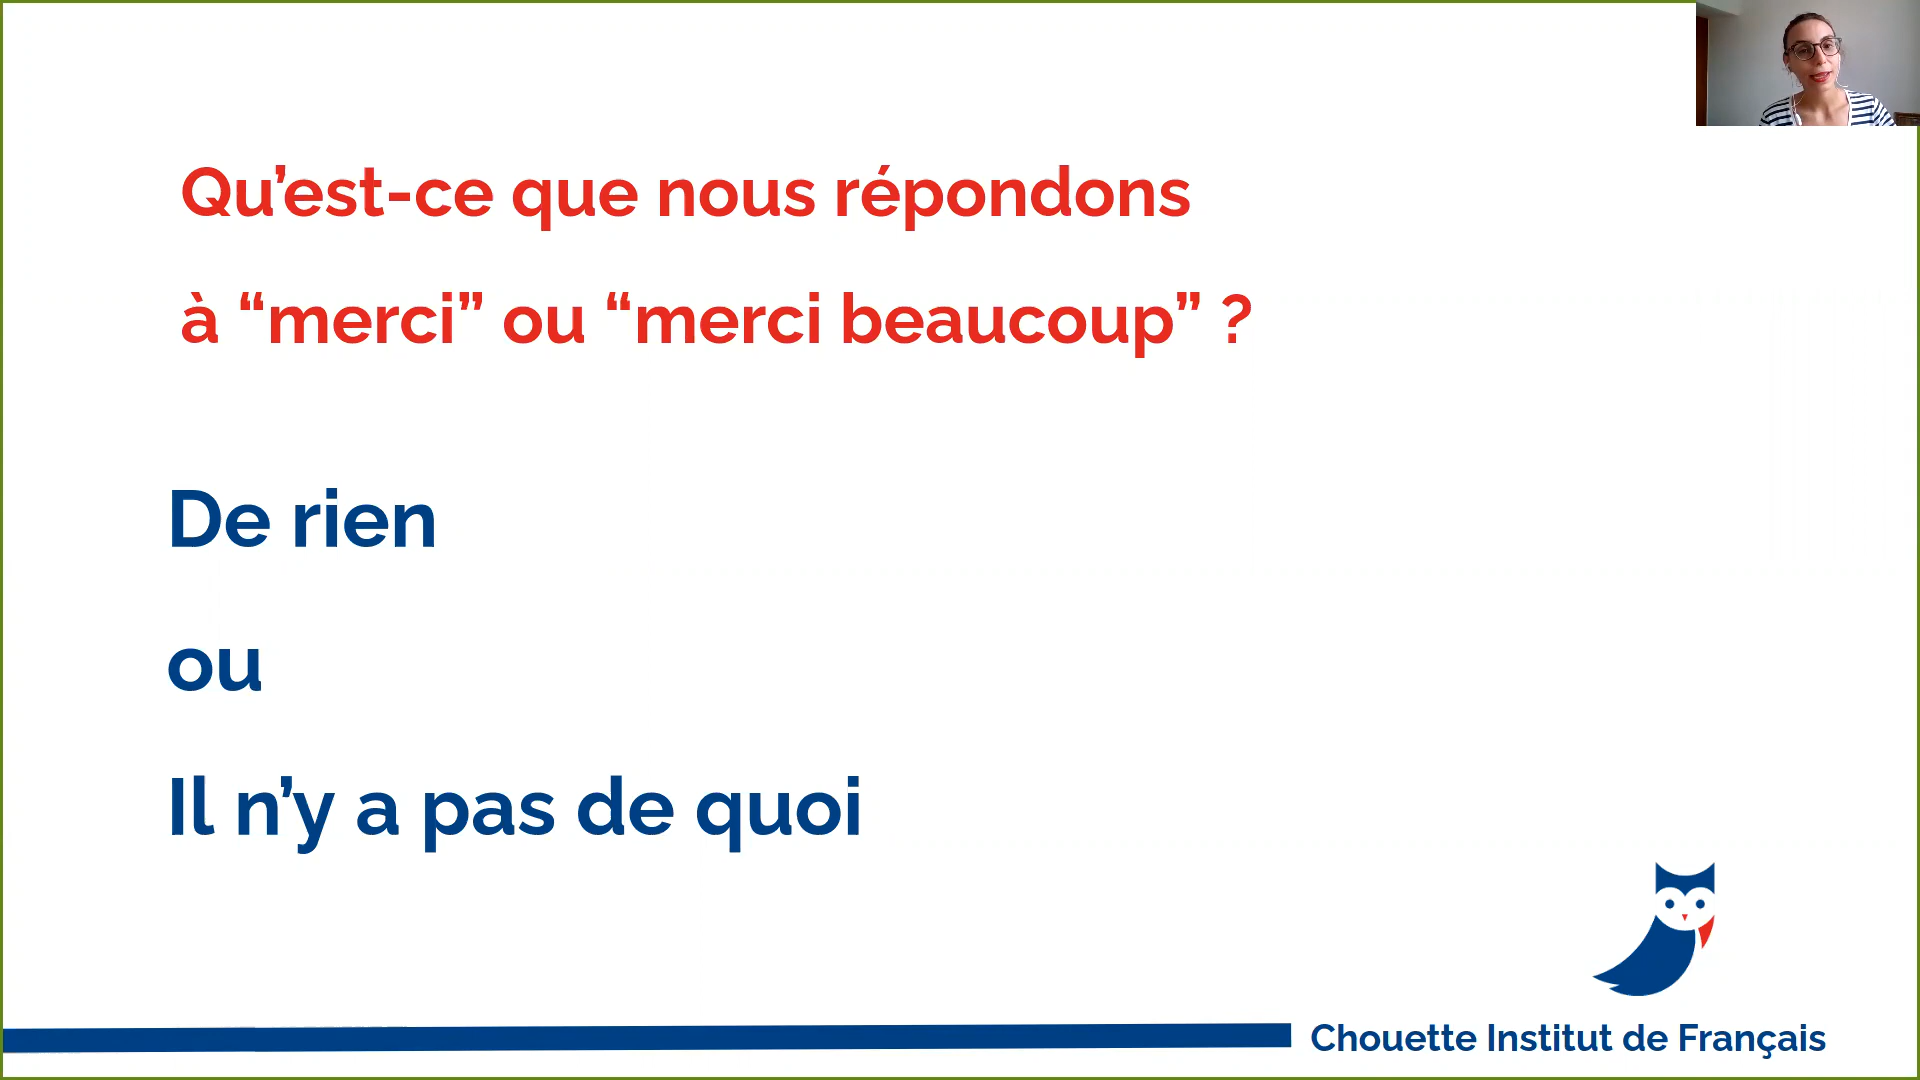 Qu’est-ce que nous répondons
à “merci” ou “merci beaucoup” ?
De rien
ou
Il n’y a pas de quoi
Chouette Institut de Français